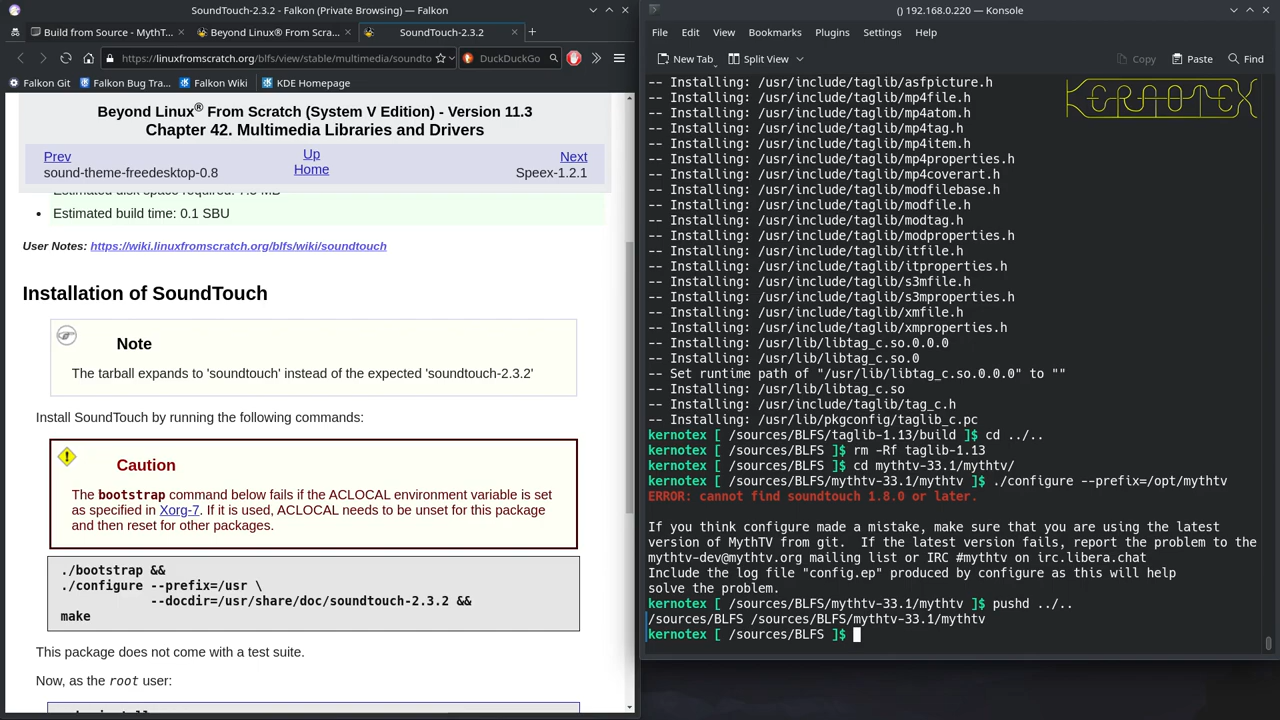 SoundTouch-2.3.2 - Falkon (Private Browsing) — Falkon
Build from Source - MythT...
Beyond Linux® From Scra...
SoundTouch-2.3.2
https://linuxfromscratch.org/blfs/view/stable/multimedia/soundto
DuckDuckGo
Falkon Git
Falkon Bug Tra...
Falkon Wiki
KDE Homepage
Beyond Linux® From Scratch (System V Edition) - Version 11.3
Chapter 42. Multimedia Libraries and Drivers
Prev
Up
Next
sound-theme-freedesktop-0.8
Home
Speex-1.2.1
Estimated build time: 0.1 SBU
User Notes: https://wiki.linuxfromscratch.org/blfs/wiki/soundtouch
Installation of SoundTouch
Note
The tarball expands to 'soundtouch' instead of the expected 'soundtouch-2.3.2'
Install SoundTouch by running the following commands:
Caution
The bootstrap command below fails if the ACLOCAL environment variable is set
as specified in Xorg-7. If it is used, ACLOCAL needs to be unset for this package
and then reset for other packages.
./bootstrap &&
./configure --prefix=/usr \
--docdir=/usr/share/doc/soundtouch-2.3.2 &&
make
This package does not come with a test suite.
Now, as the root user:
() 192.168.0.220 — Konsole
File Edit View Bookmarks Plugins Settings Help
New Tab
Split View
Copy
Paste
Find
KERNOTEX
-- Installing: /usr/include/taglib/asfpicture.h
-- Installing: /usr/include/taglib/mp4file.h
-- Installing: /usr/include/taglib/mp4atom.h
-- Installing: /usr/include/taglib/mp4tag.h
-- Installing: /usr/include/taglib/mp4item.h
-- Installing: /usr/include/taglib/mp4properties.h
-- Installing: /usr/include/taglib/mp4coverart.h
-- Installing: /usr/include/taglib/modfilebase.h
-- Installing: /usr/include/taglib/modfile.h
-- Installing: /usr/include/taglib/modtag.h
-- Installing: /usr/include/taglib/modproperties.h
-- Installing: /usr/include/taglib/itfile.h
-- Installing: /usr/include/taglib/itproperties.h
-- Installing: /usr/include/taglib/s3mfile.h
-- Installing: /usr/include/taglib/s3mproperties.h
-- Installing: /usr/include/taglib/xmfile.h
-- Installing: /usr/include/taglib/xmproperties.h
-- Installing: /usr/lib/libtag_c.so.0.0.0
-- Installing: /usr/lib/libtag_c.so.0
-- Set runtime path of "/usr/lib/libtag_c.so.0.0.0" to ""
-- Installing: /usr/lib/libtag_c.so
-- Installing: /usr/include/taglib/tag_c.h
-- Installing: /usr/lib/pkgconfig/taglib_c.pc
kernotex [ /sources/BLFS/taglib-1.13/build ]$ cd ../..
kernotex [ /sources/BLFS ]$ rm -Rf taglib-1.13
kernotex [ /sources/BLFS ]$ cd mythtv-33.1/mythtv/
kernotex [ /sources/BLFS/mythtv-33.1/mythtv ]$ ./configure --prefix=/opt/mythtv
ERROR: cannot find soundtouch 1.8.0 or later.
If you think configure made a mistake, make sure that you are using the latest
version of MythTV from git.  If the latest version fails, report the problem to the
mythtv-dev@mythtv.org mailing list or IRC #mythtv on irc.libera.chat
Include the log file "config.ep" produced by configure as this will help
solve the problem.
kernotex [ /sources/BLFS/mythtv-33.1/mythtv ]$ pushd ../..
/sources/BLFS /sources/BLFS/mythtv-33.1/mythtv
kernotex [ /sources/BLFS ]$